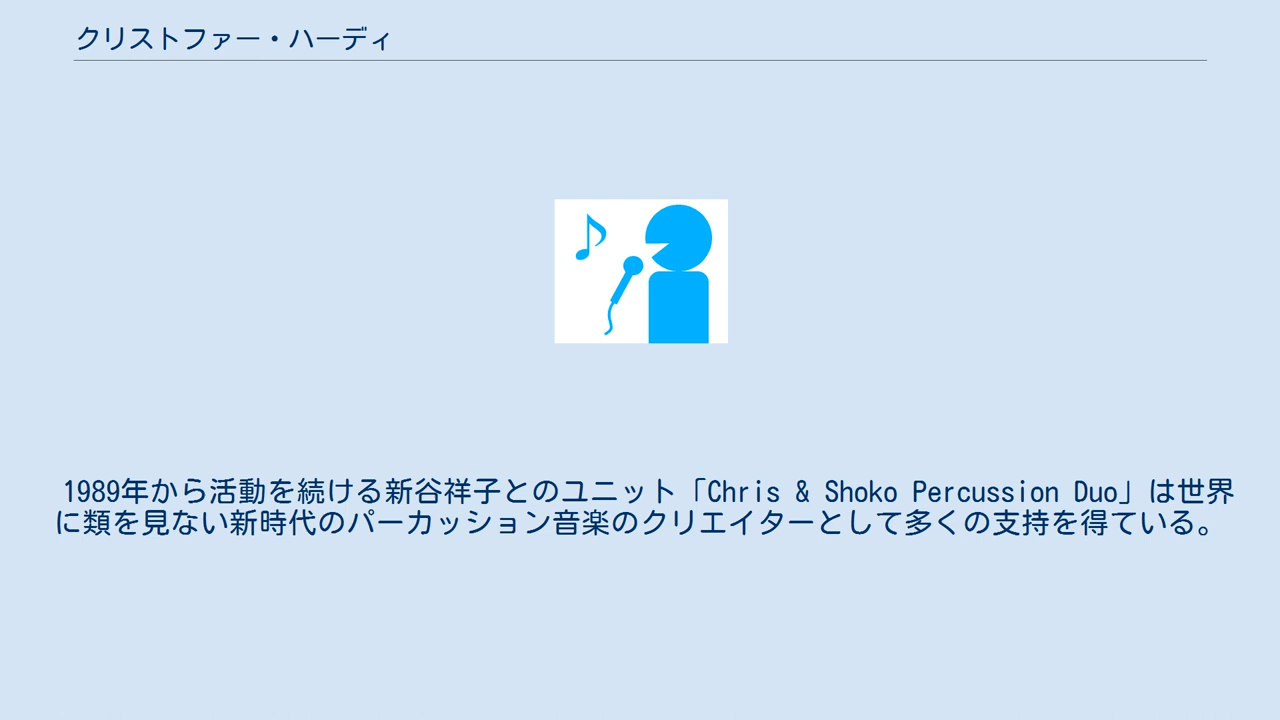 クリストファー・ハーディ
1989年から活動を続ける新谷祥子とのユニット「Chris & Shoko Percussion Duo」は世界
に類を見ない新時代のパーカッション音楽のクリエイターとして多くの支持を得ている。